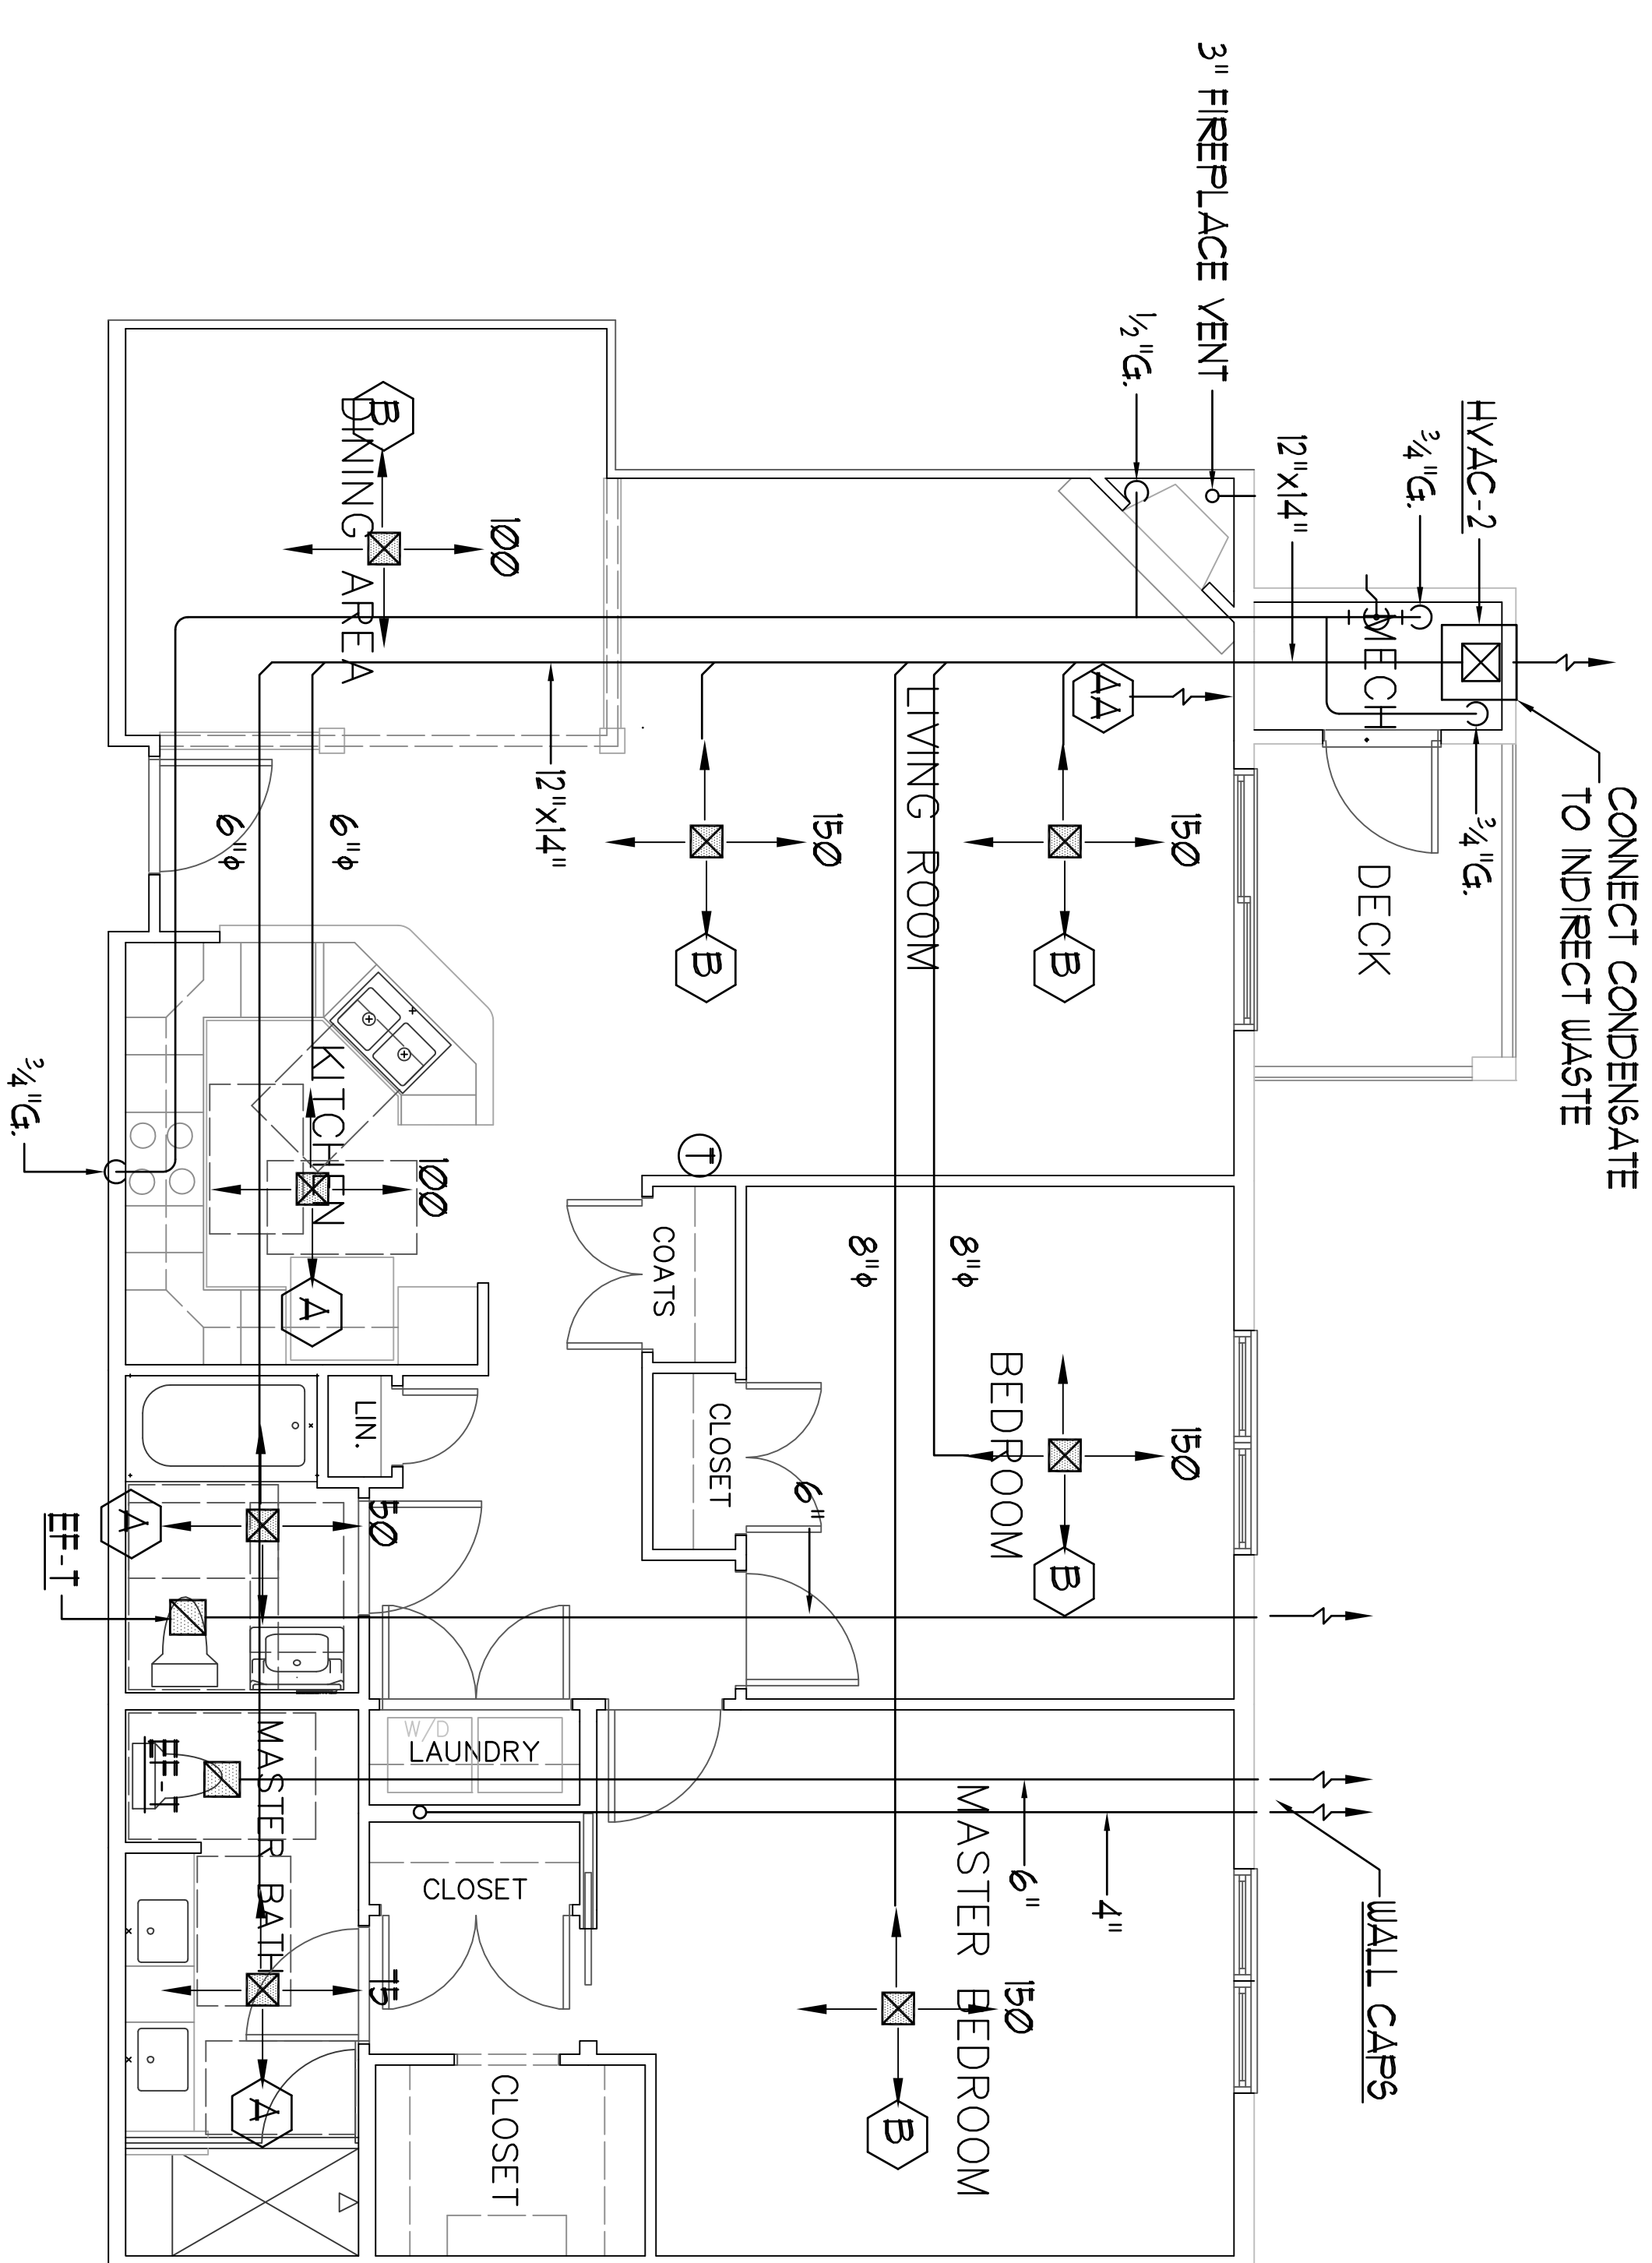 CONNECT CONDENSATE
TO INDIRECT WASTE
HVAC-2
3/4"G.
3/4"G.
12"x14"
3" FIREPLACE VENT
1/2"G.
MECH.
DECK
WALL CAPS
AA
150
B
150
B
BEDROOM
4"
6"
150
B
MASTER BEDROOM
LIVING ROOM
8"ϕ
8"ϕ
150
B
6"
CLOSET
COATS
T
12"x14"
100
B
DINING AREA
6"ϕ
6"ϕ
100
KITCHEN
A
LIN.
W/D
LAUNDRY
CLOSET
CLOSET
50
A
75
MASTER BATH
A
EF-1
EF-1
3/4"G.